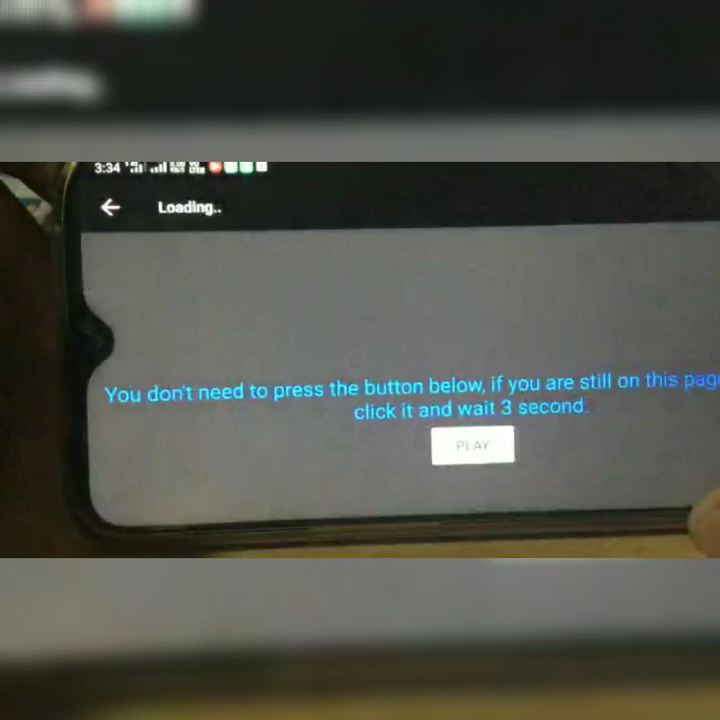 3:34
Loading..
You don't need to press the button below, if you are still on this page
click it and wait 3 second.
PLAY